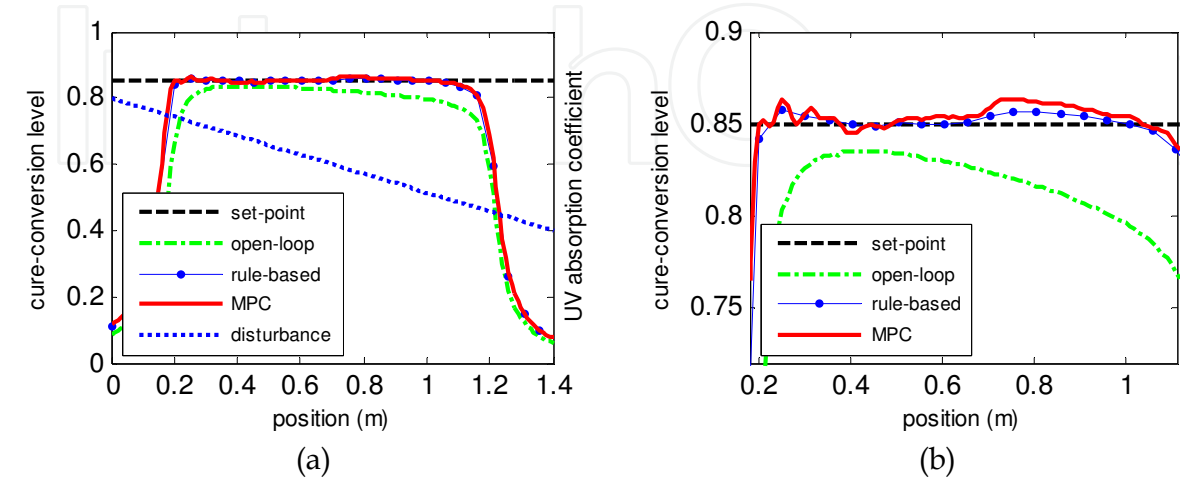 1
0.8
0.6
0.4
0.2
0
0 0.2 0.4 0.6 0.8 1 1.2 1.4
cure-conversion level
UV absorption coefficient
position (m)
set-point
open-loop
rule-based
MPC
disturbance
(a)
0.9
0.85
0.8
0.75
0.2 0.4 0.6 0.8 1
cure-conversion level
position (m)
set-point
open-loop
rule-based
MPC
(b)